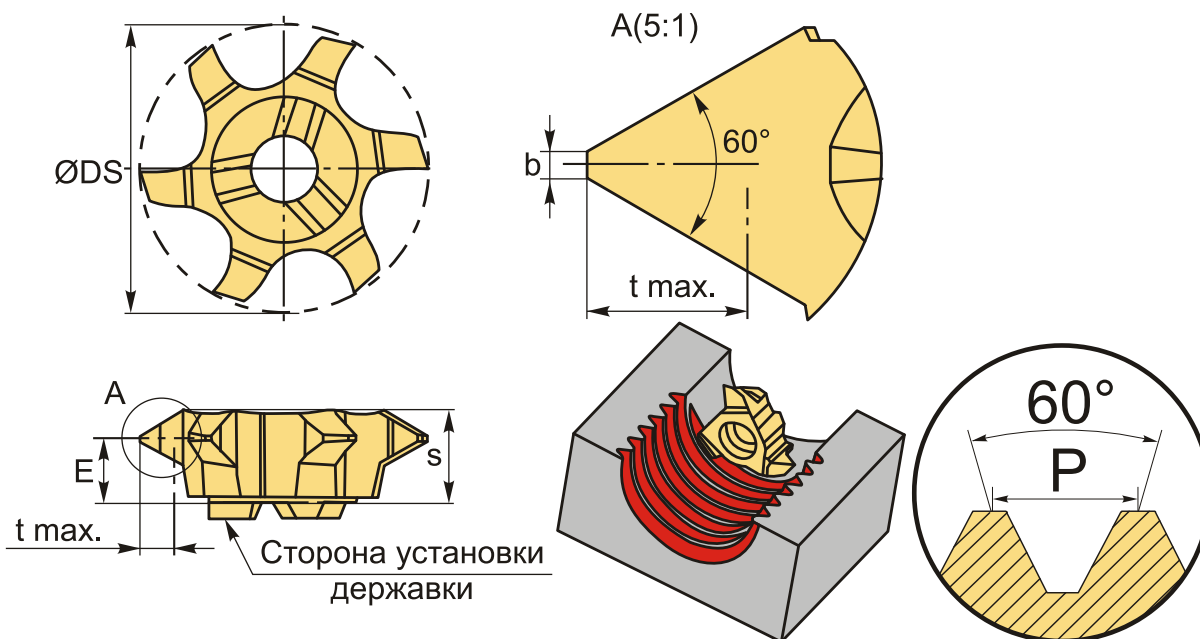 ØDS
A(5:1)
60°
b
t max.
A
E
s
t max.
Сторона установки
державки
60°
P